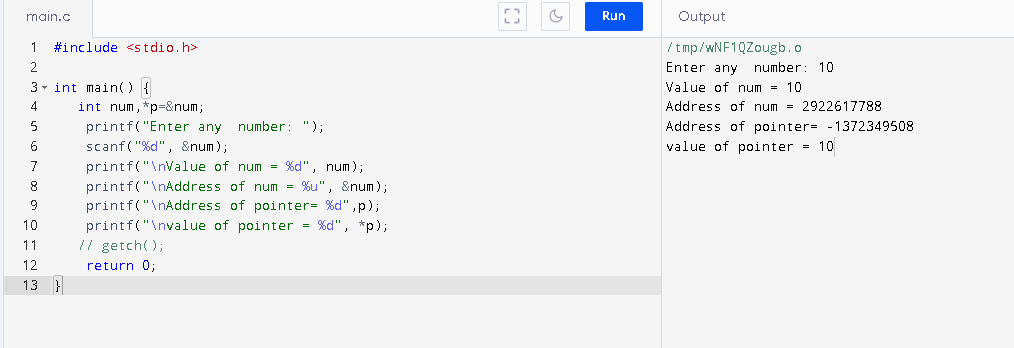 main.c
Run
Output
1 #include <stdio.h>
2
3 int main() {
4 int num,*p=&num;
5 printf("Enter any  number: ");
6 scanf("%d", &num);
7 printf("\nValue of num = %d", num);
8 printf("\nAddress of num = %u", &num);
9 printf("\nAddress of pointer= %d",p);
10 printf("\nvalue of pointer = %d", *p);
11 // getch();
12 return 0;
13 }
/tmp/wNF1QZougb.o
Enter any  number: 10
Value of num = 10
Address of num = 2922617788
Address of pointer= -1372349508
value of pointer = 10